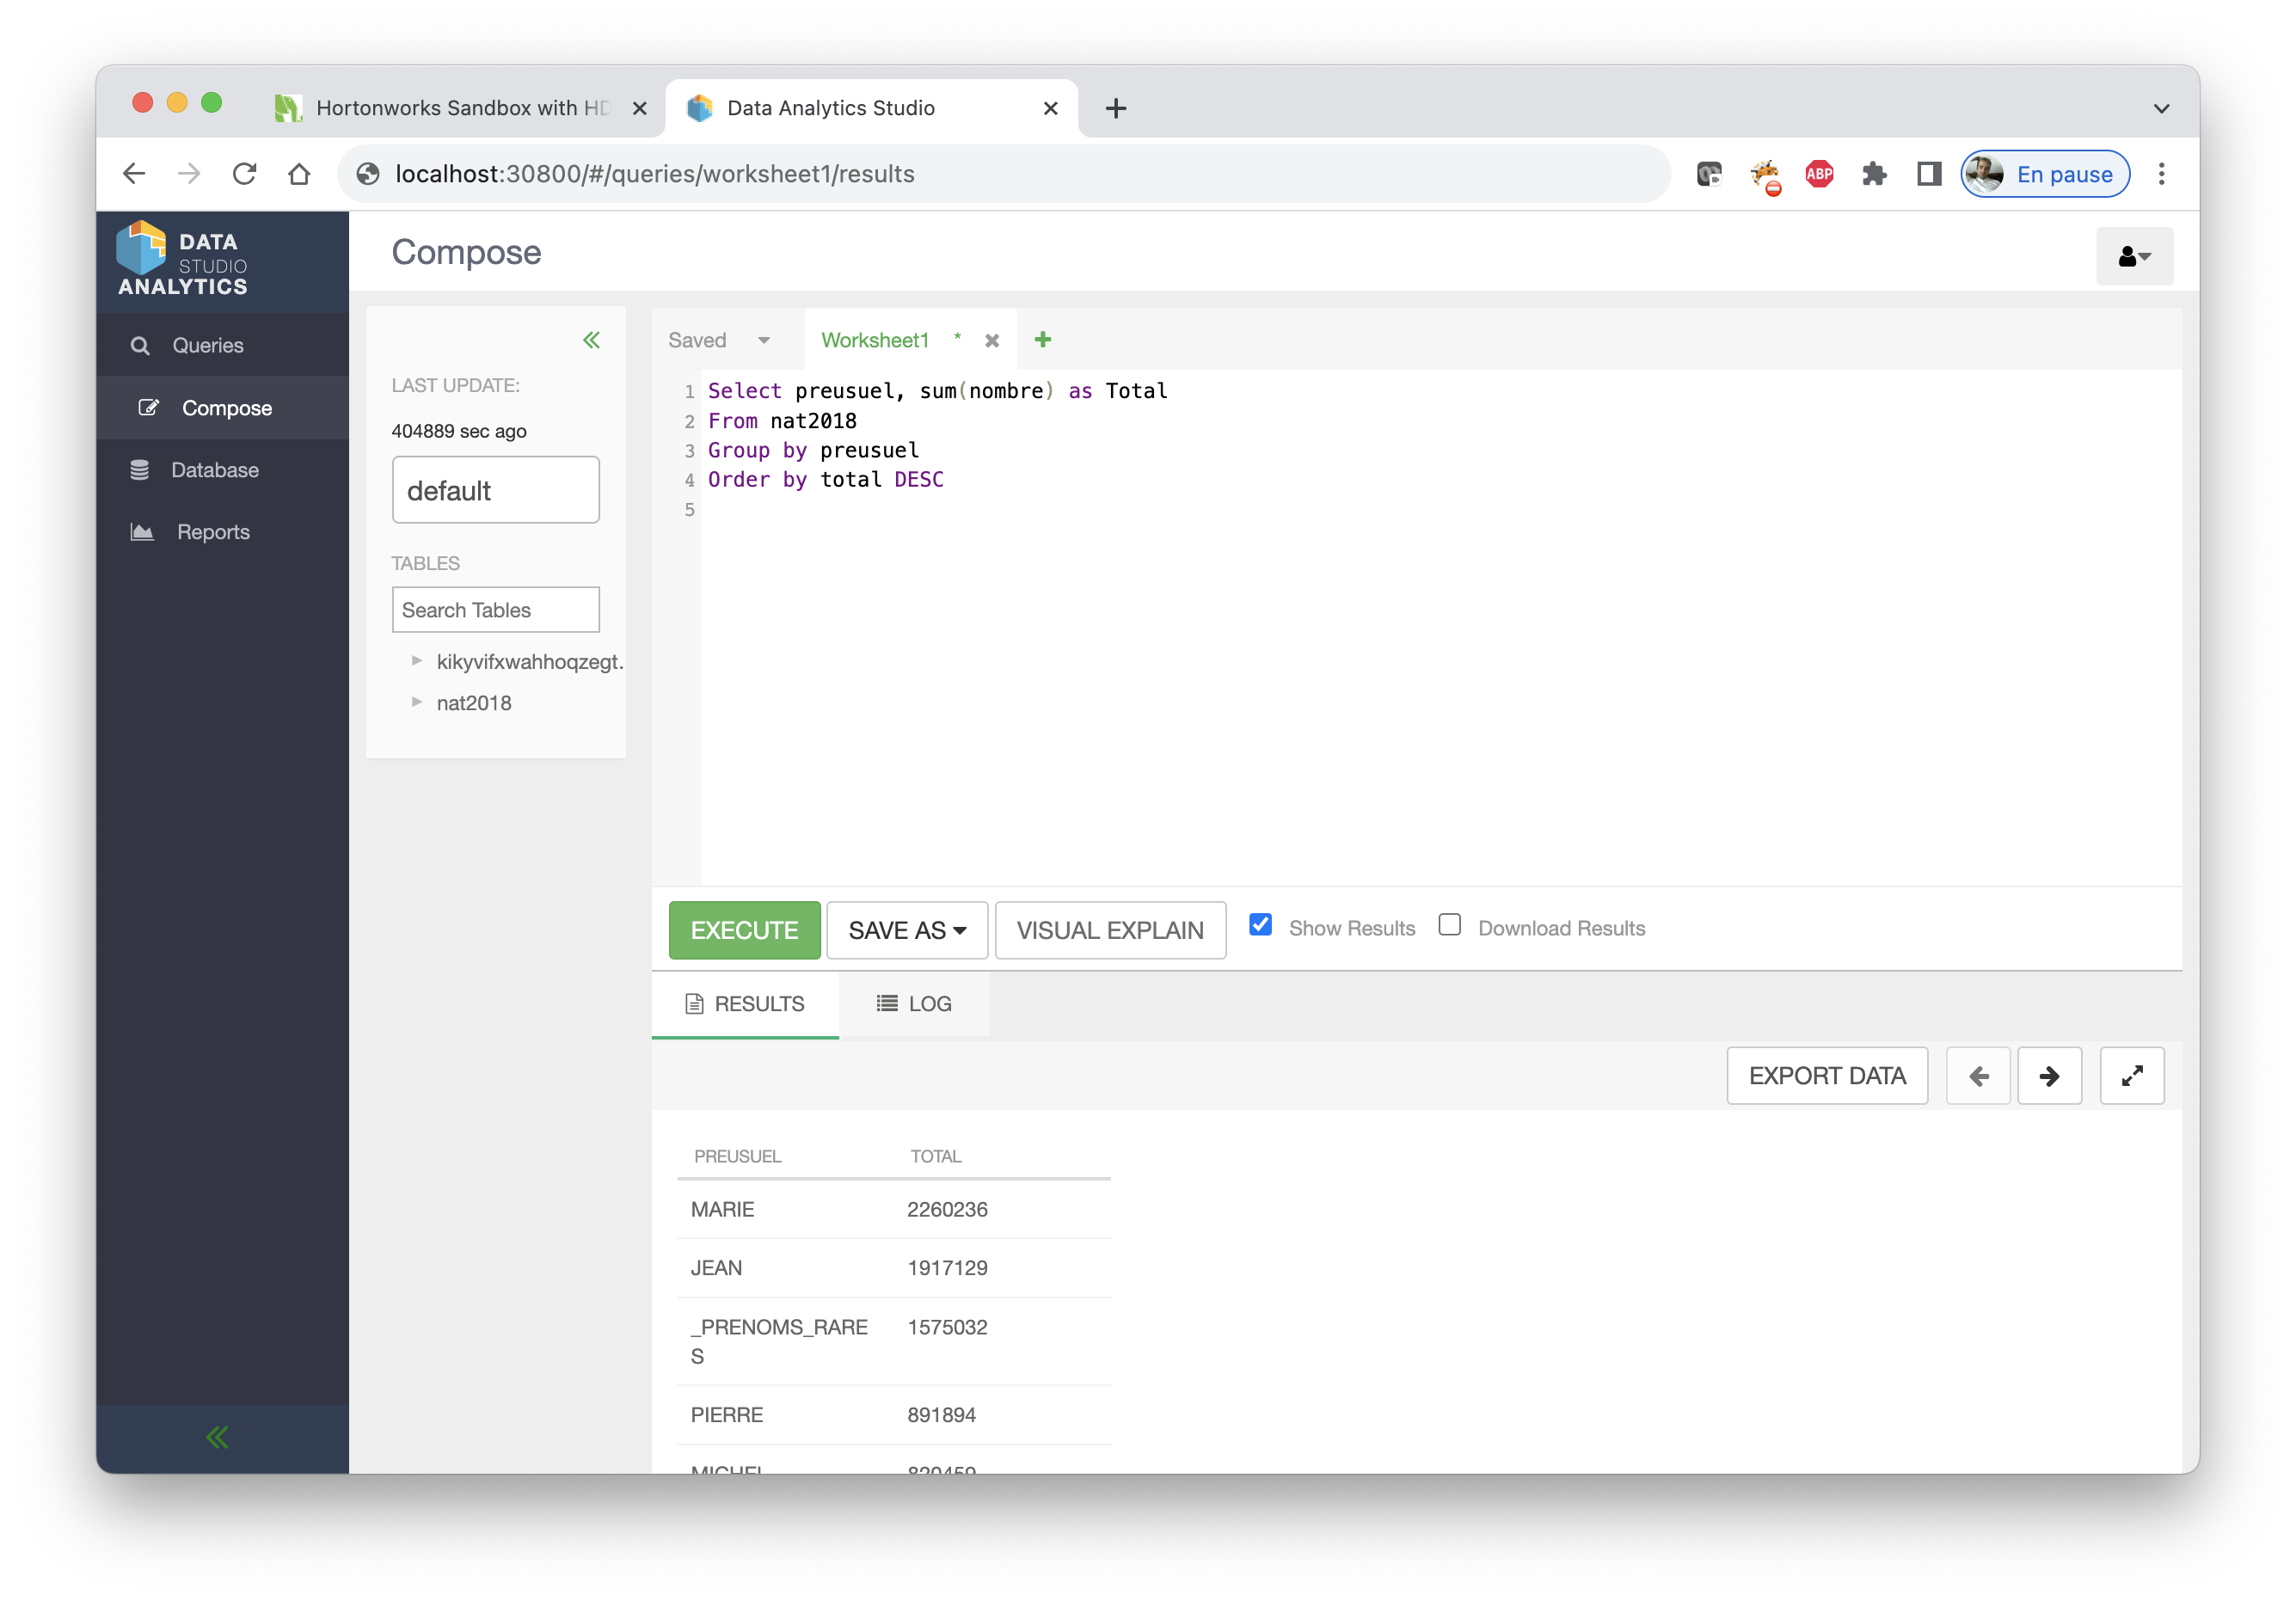 Hortonworks Sandbox with HD
Data Analytics Studio
localhost:30800/#/queries/worksheet1/results
ABP
En pause
DATA
STUDIO
ANALYTICS
Compose
Queries
Compose
Database
Reports
LAST UPDATE:
404889 sec ago
default
TABLES
Search Tables
kikyvifxwahhoqzegt.
nat2018
Saved
Worksheet1 *
1 Select preusuel, sum(nombre) as Total
2 From nat2018
3 Group by preusuel
4 Order by total DESC
5
EXECUTE
SAVE AS
VISUAL EXPLAIN
Show Results
Download Results
RESULTS
LOG
EXPORT DATA
PREUSUEL TOTAL
MARIE 2260236
JEAN 1917129
_PRENOMS_RARE 1575032
S
PIERRE 891894
MICHEL 820459